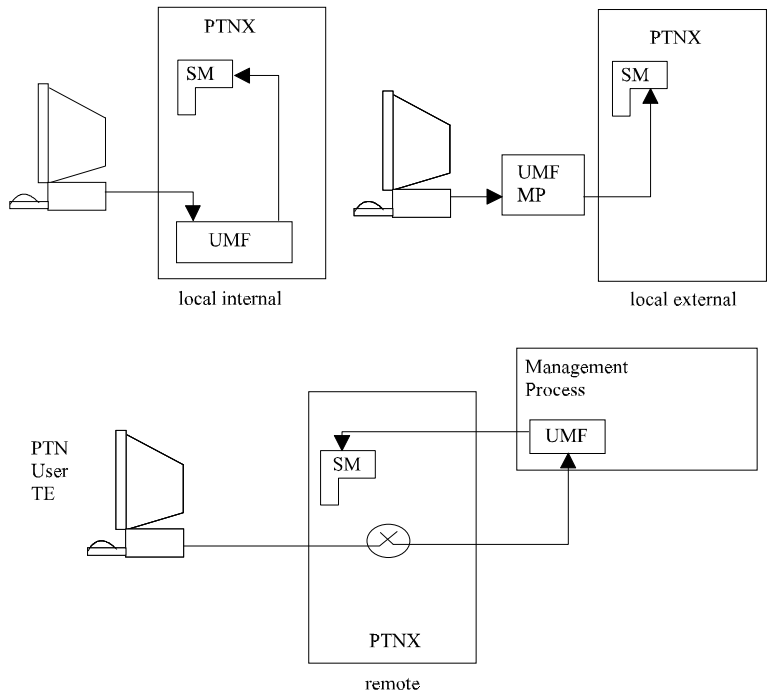 PTNX
SM
UMF
local internal
PTNX
SM
UMF
MP
local external
Management
Process
UMF
PTN
User
TE
SM
PTNX
remote